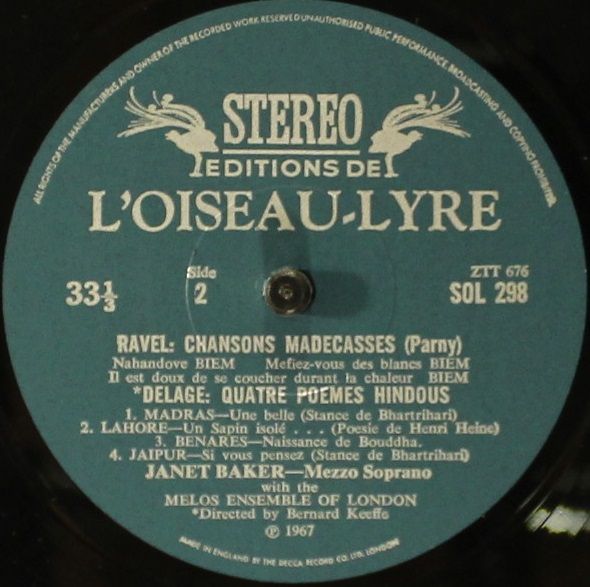 ALL RIGHTS OF THE MANUFACTURERS AND OWNER OF THE RECORDED WORK RESERVED UNAUTHORISED PUBLIC PERFORMANCE BROADCASTING AND COPYING PROHIBITED
STEREO
EDITIONS DE
L'OISEAU-LYRE
33⅓
Side
2
ZTT 676
SOL 298
RAVEL: CHANSONS MADECASSES (Parny)
Nahandove BIEM Mefiez-vous des blancs BIEM
Il est doux de se coucher durant la chaleur BIEM
*DELAGE: QUATRE POEMES HINDOUS
1. MADRAS—Une belle (Stance de Bhartrihari)
2. LAHORE—Un Sapin isolé . . . (Poesie de Henri Heine)
3. BENARES—Naissance de Bouddha.
4. JAIPUR—Si vous pensez (Stance de Bhartrihari)
JANET BAKER—Mezzo Soprano
with the
MELOS ENSEMBLE OF LONDON
*Directed by Bernard Keeffe
℗ 1967
MADE IN ENGLAND BY THE DECCA RECORD CO. LTD. LONDON